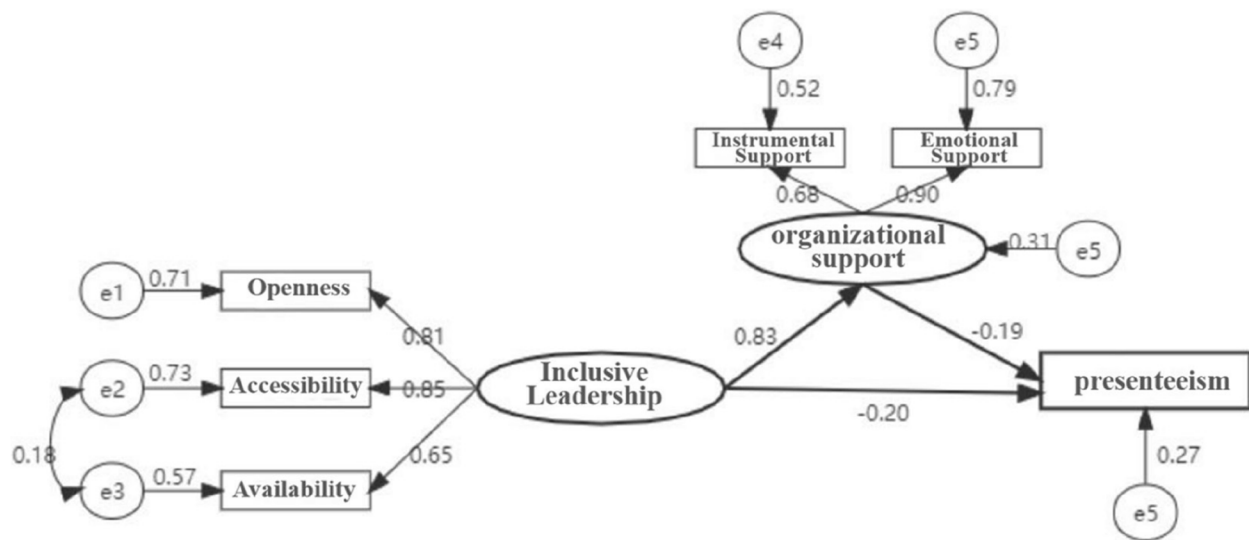 e4
e5
0.52
0.79
Instrumental
Support
Emotional
Support
0.68
0.90
organizational
support
0.31
e5
e1
0.71
Openness
0.81
0.83
-0.19
e2
0.73
Accessibility
0.85
Inclusive
Leadership
presenteeism
-0.20
0.18
0.65
e3
0.57
Availability
0.27
e5